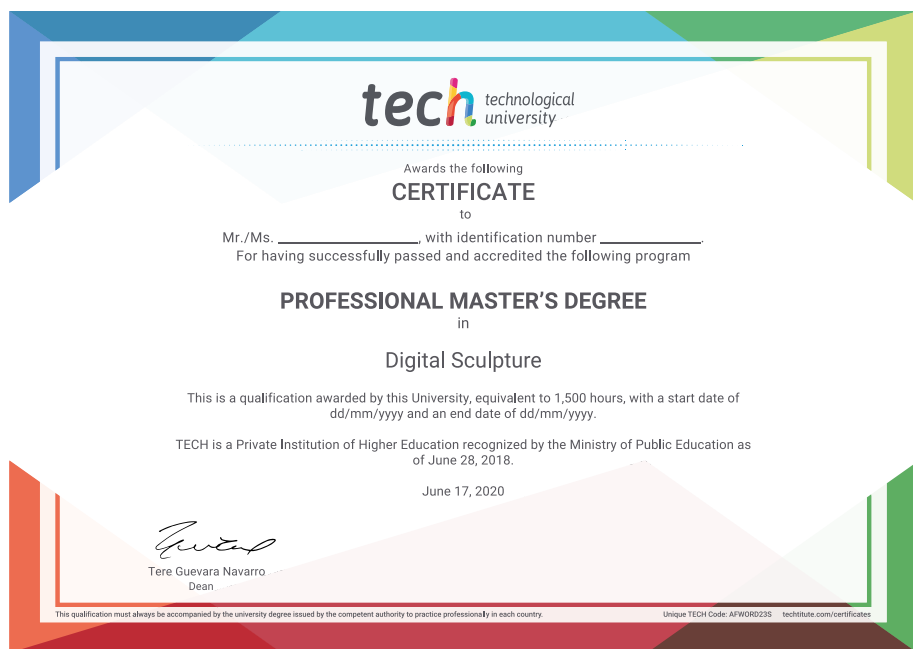 tech technological
university
Awards the following
CERTIFICATE
to
Mr./Ms. ____________________, with identification number ______________.
For having successfully passed and accredited the following program
PROFESSIONAL MASTER'S DEGREE
in
Digital Sculpture
This is a qualification awarded by this University, equivalent to 1,500 hours, with a start date of
dd/mm/yyyy and an end date of dd/mm/yyyy.
TECH is a Private Institution of Higher Education recognized by the Ministry of Public Education as
of June 28, 2018.
June 17, 2020
Tere Guevara Navarro
Dean
This qualification must always be accompanied by the university degree issued by the competent authority to practice professionally in each country.
Unique TECH Code: AFWORD23S techtitute.com/certificates